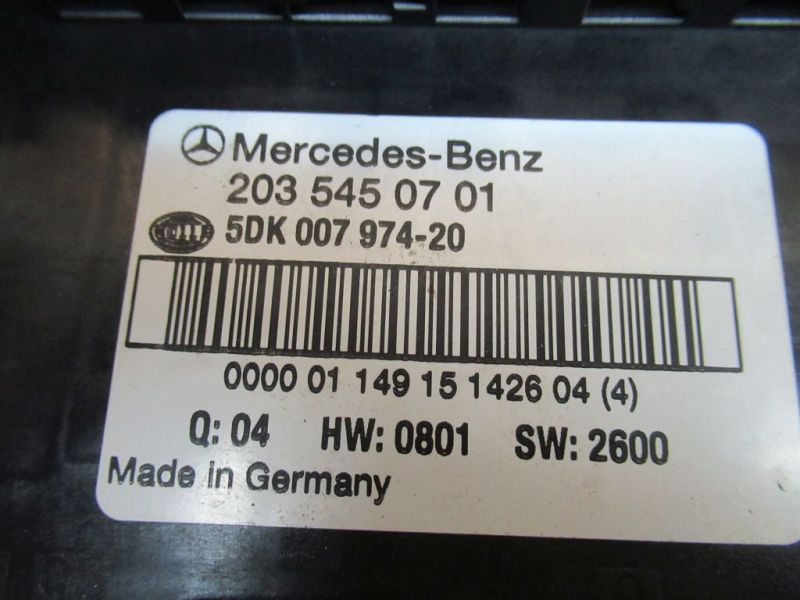 Mercedes-Benz
203 545 07 01
5DK 007 974-20
0000 01 149 15 1426 04 (4)
Q: 04 HW: 0801 SW: 2600
Made in Germany